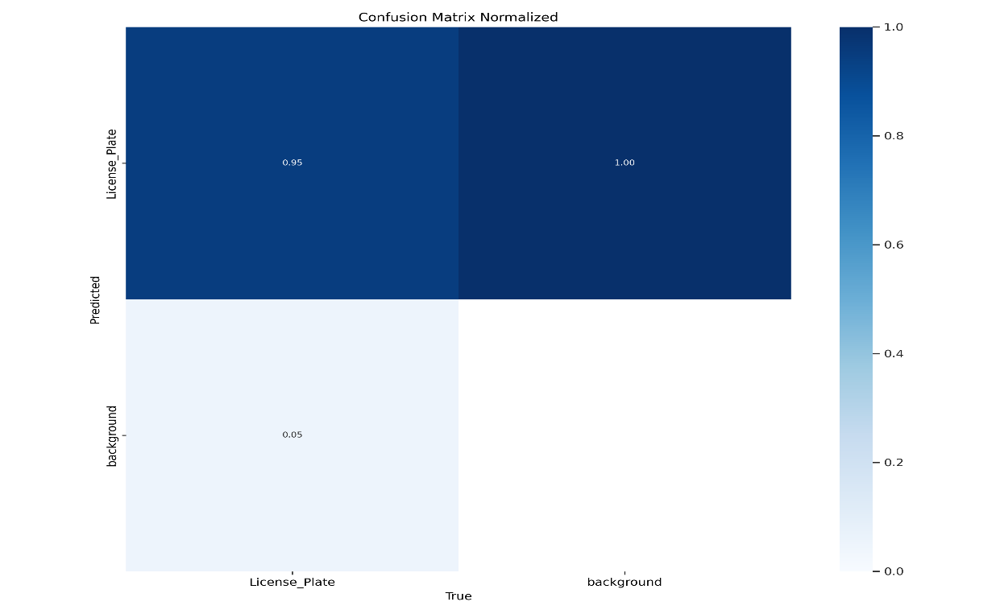 Confusion Matrix Normalized
License_Plate
0.95
1.00
Predicted
background
0.05
License_Plate
background
True
1.0
0.8
0.6
0.4
0.2
0.0